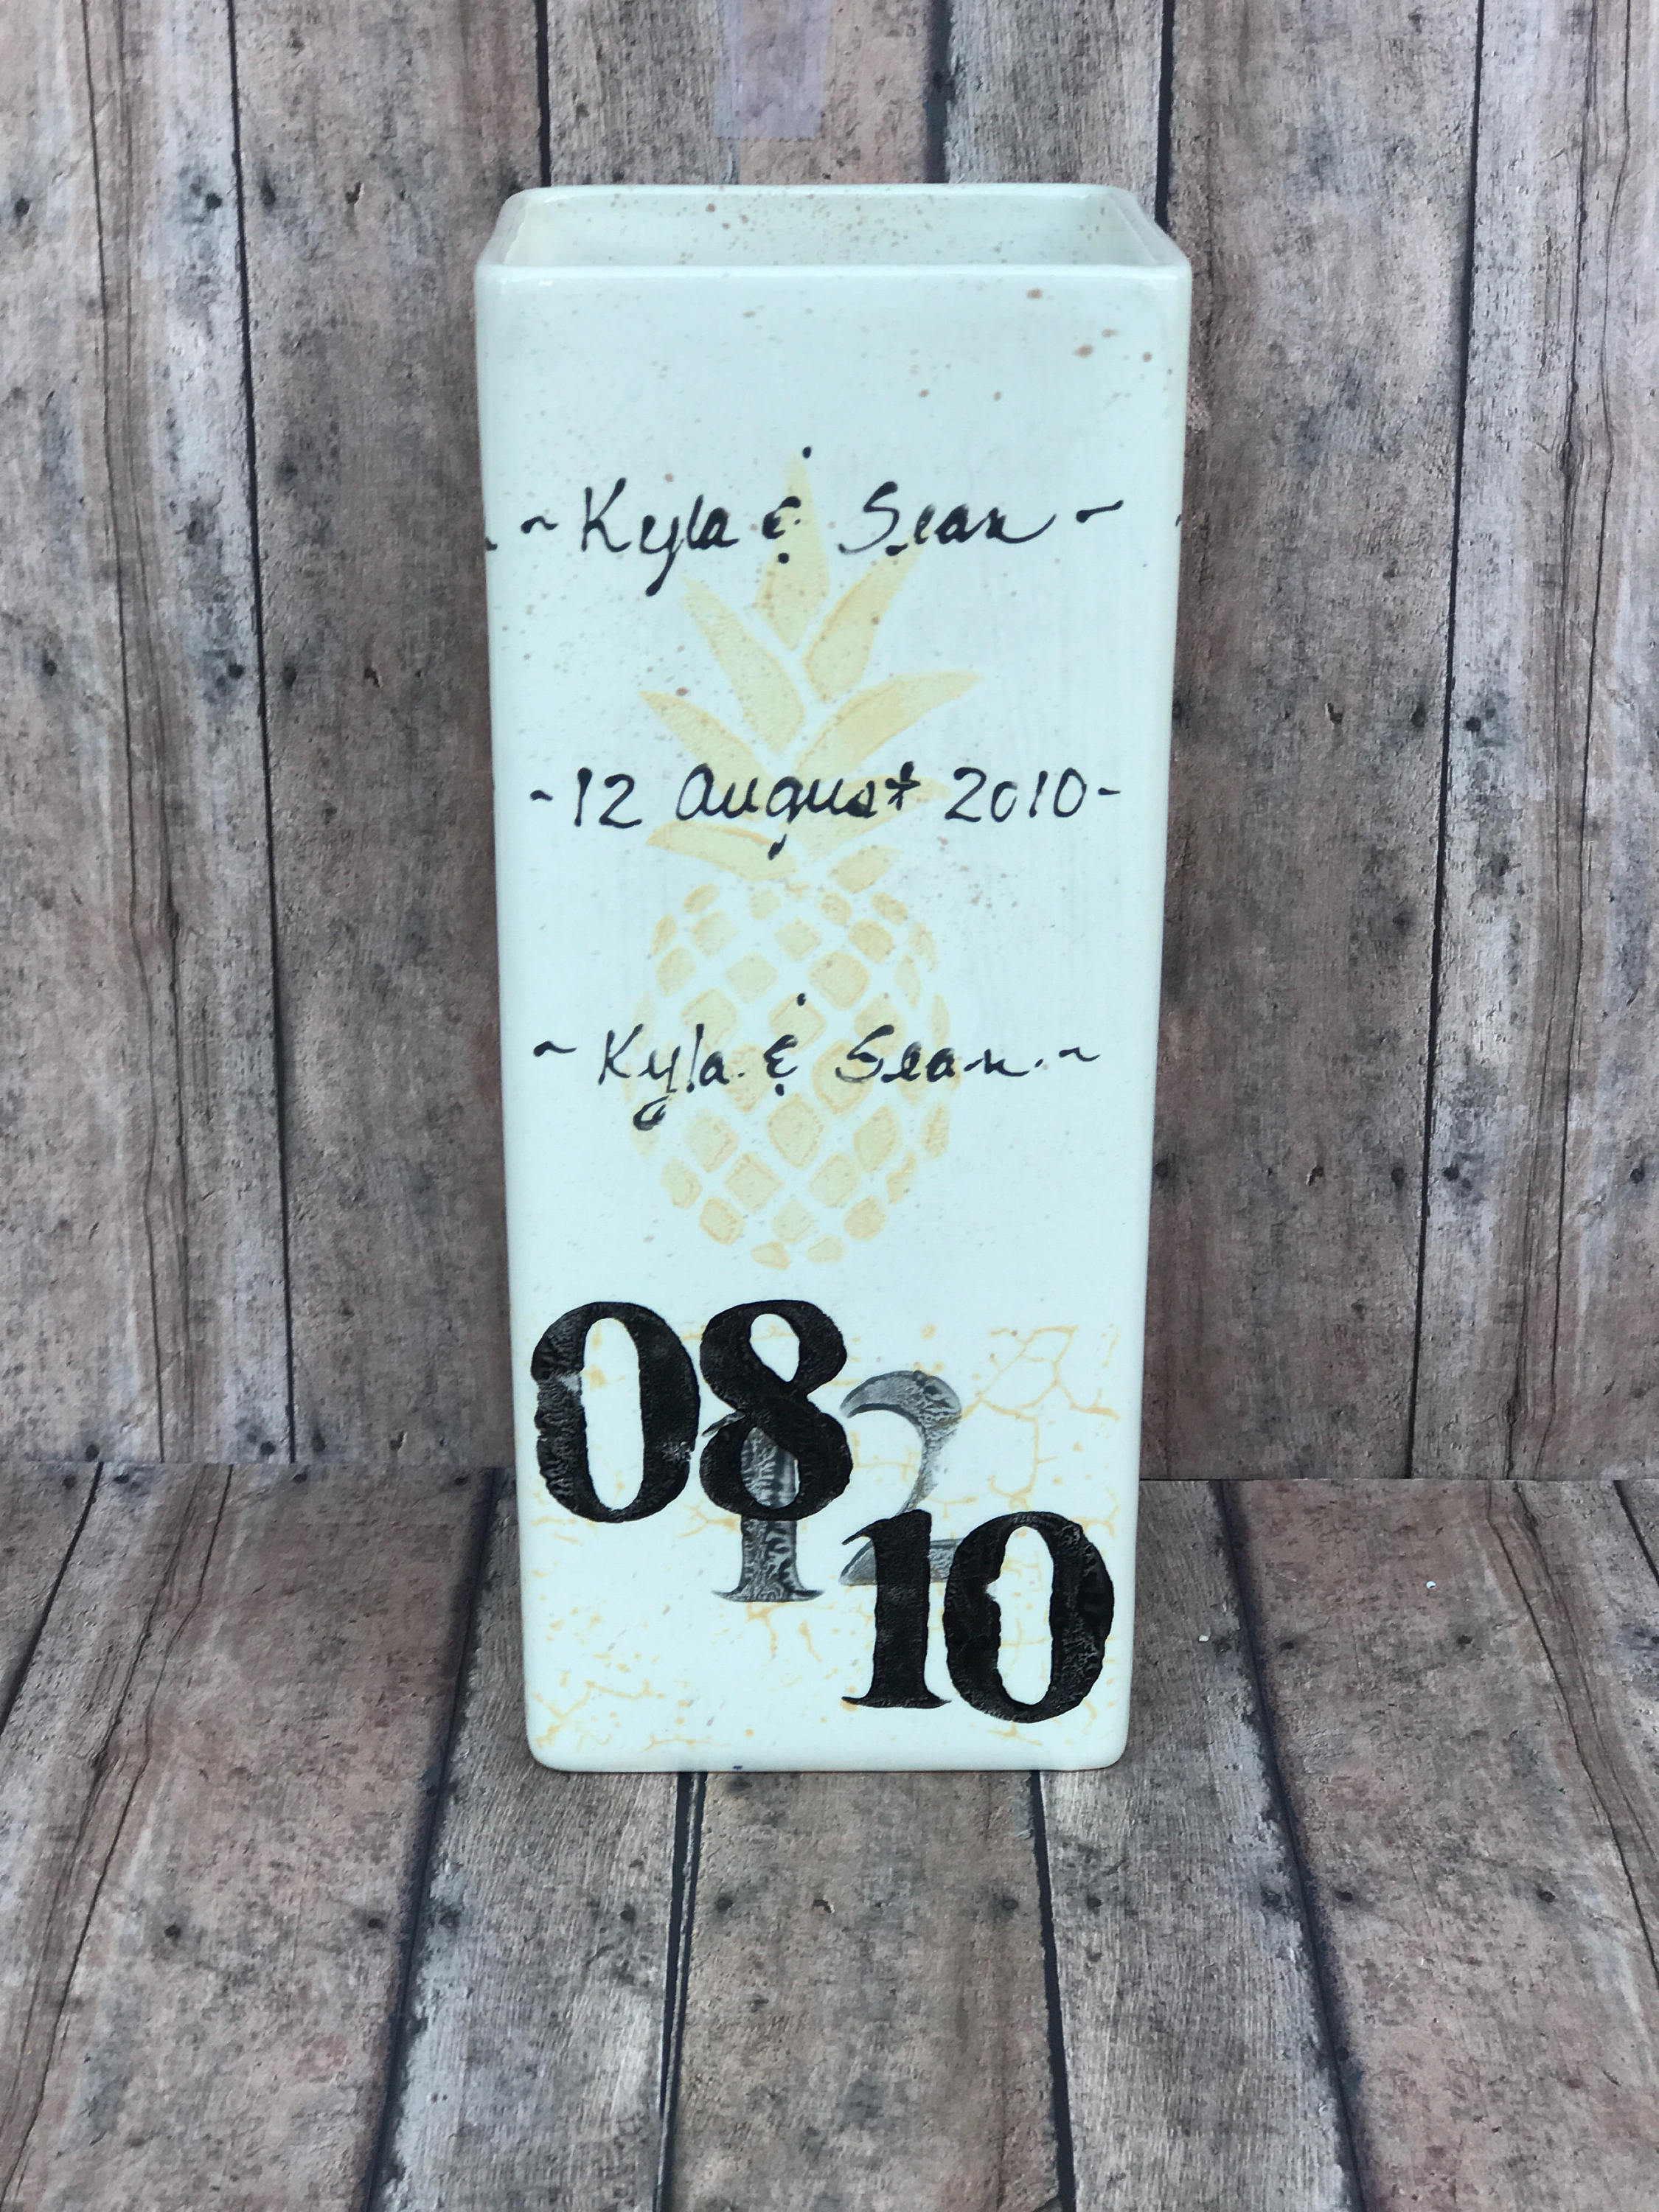 ~Kyla & Sean~
-12 August 2010-
~Kyla & Sean~
08
12
10